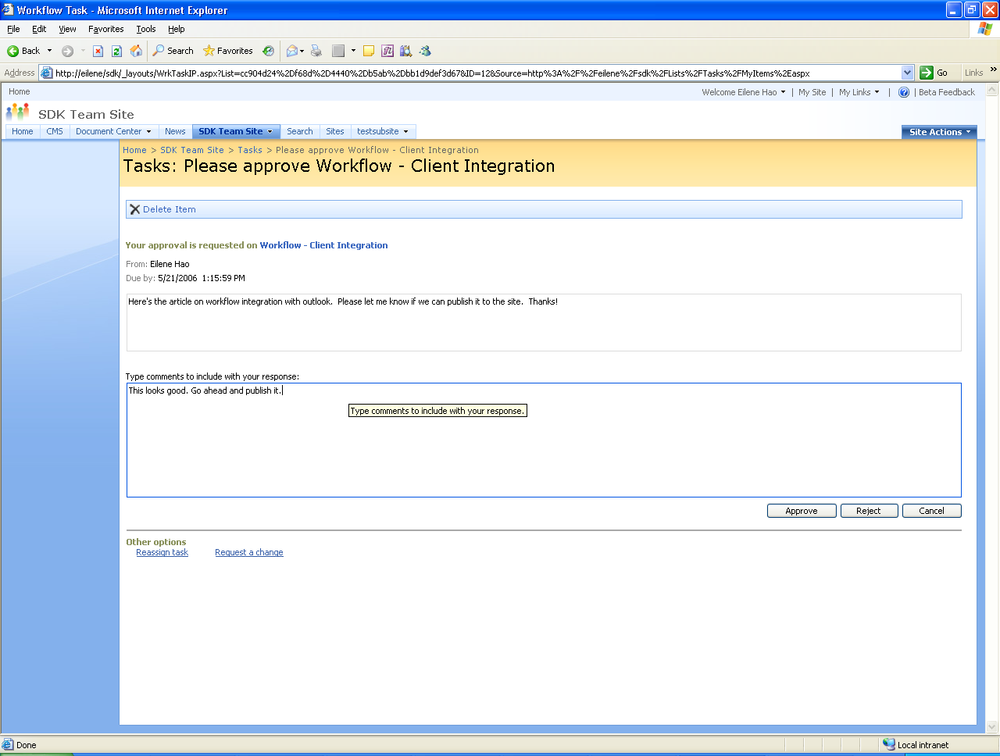 Workflow Task - Microsoft Internet Explorer
File Edit View Favorites Tools Help
Back Search Favorites
Address http://eilene/sdk/_layouts/WrkTaskIP.aspx?List=cc904d24%2Df68d%2D4440%2Db5ab%2Dbb1d9def3d67&ID=12&Source=http%3A%2F%2Feilene%2Fsdk%2FLists%2FTasks%2FMyItems%2Easpx Go Links »
Home Welcome Eilene Hao | My Site | My Links | | Beta Feedback
SDK Team Site
Home CMS Document Center News SDK Team Site Search Sites testsubsite Site Actions
Home > SDK Team Site > Tasks > Please approve Workflow - Client Integration
Tasks: Please approve Workflow - Client Integration
Delete Item
Your approval is requested on Workflow - Client Integration
From: Eilene Hao
Due by: 5/21/2006 1:15:59 PM
Here's the article on workflow integration with outlook. Please let me know if we can publish it to the site. Thanks!
Type comments to include with your response:
This looks good. Go ahead and publish it.
Type comments to include with your response.
Approve Reject Cancel
Other options
Reassign task Request a change
Done Local intranet